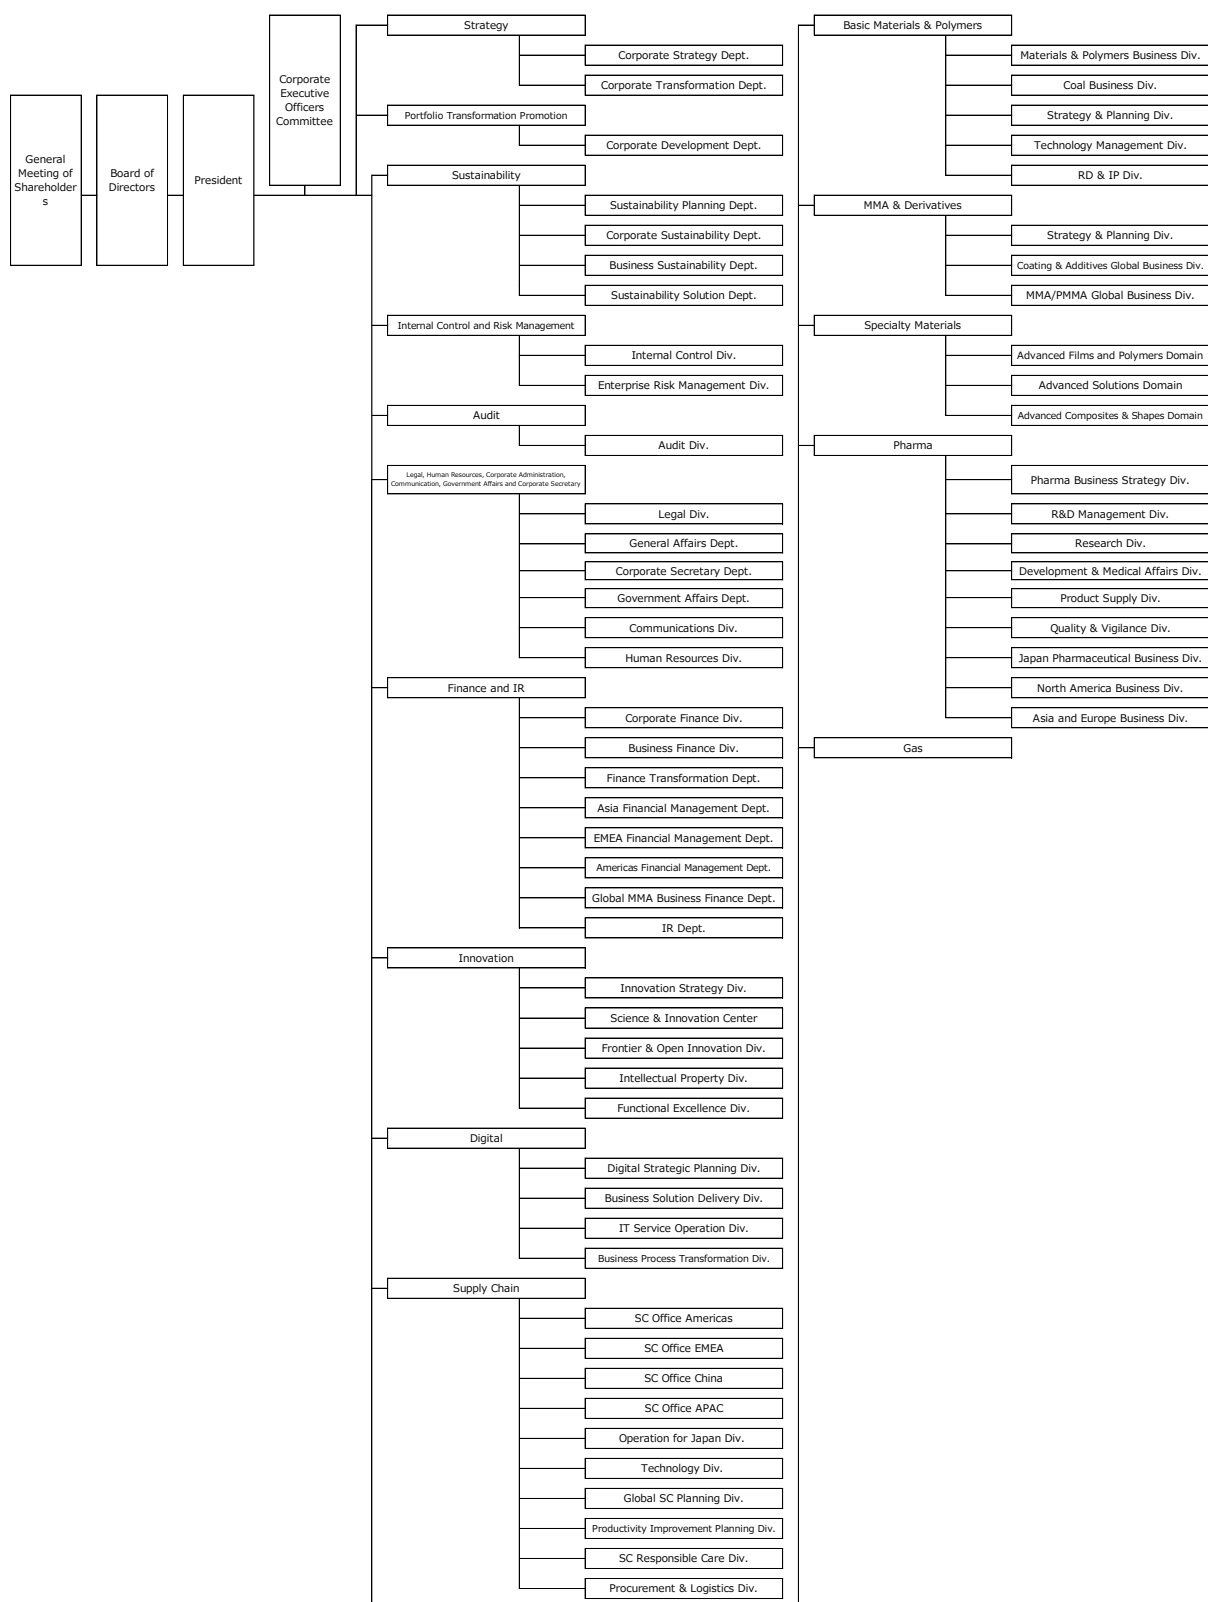 General
Meeting of
Shareholder
s
Board of
Directors
President
Corporate
Executive
Officers
Committee
Strategy
Corporate Strategy Dept.
Corporate Transformation Dept.
Portfolio Transformation Promotion
Corporate Development Dept.
Sustainability
Sustainability Planning Dept.
Corporate Sustainability Dept.
Business Sustainability Dept.
Sustainability Solution Dept.
Internal Control and Risk Management
Internal Control Div.
Enterprise Risk Management Div.
Audit
Audit Div.
Legal, Human Resources, Corporate Administration,
Communication, Government Affairs and Corporate Secretary
Legal Div.
General Affairs Dept.
Corporate Secretary Dept.
Government Affairs Dept.
Communications Div.
Human Resources Div.
Finance and IR
Corporate Finance Div.
Business Finance Div.
Finance Transformation Dept.
Asia Financial Management Dept.
EMEA Financial Management Dept.
Americas Financial Management Dept.
Global MMA Business Finance Dept.
IR Dept.
Innovation
Innovation Strategy Div.
Science & Innovation Center
Frontier & Open Innovation Div.
Intellectual Property Div.
Functional Excellence Div.
Digital
Digital Strategic Planning Div.
Business Solution Delivery Div.
IT Service Operation Div.
Business Process Transformation Div.
Supply Chain
SC Office Americas
SC Office EMEA
SC Office China
SC Office APAC
Operation for Japan Div.
Technology Div.
Global SC Planning Div.
Productivity Improvement Planning Div.
SC Responsible Care Div.
Procurement & Logistics Div.
Basic Materials & Polymers
Materials & Polymers Business Div.
Coal Business Div.
Strategy & Planning Div.
Technology Management Div.
RD & IP Div.
MMA & Derivatives
Strategy & Planning Div.
Coating & Additives Global Business Div.
MMA/PMMA Global Business Div.
Specialty Materials
Advanced Films and Polymers Domain
Advanced Solutions Domain
Advanced Composites & Shapes Domain
Pharma
Pharma Business Strategy Div.
R&D Management Div.
Research Div.
Development & Medical Affairs Div.
Product Supply Div.
Quality & Vigilance Div.
Japan Pharmaceutical Business Div.
North America Business Div.
Asia and Europe Business Div.
Gas